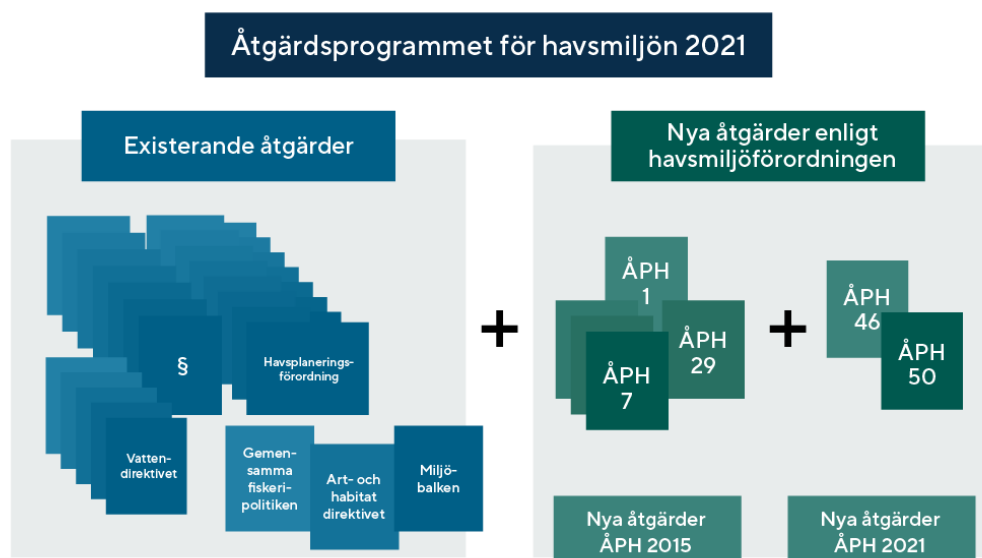 Åtgärdsprogrammet för havsmiljön 2021
Existerande åtgärder
§
Havsplanerings-
förordning
Vatten-
direktivet
Gemen-
samma
fiskeri-
politiken
Art- och
habitat
direktivet
Miljö-
balken
+
Nya åtgärder enligt
havsmiljöförordningen
ÅPH
1
ÅPH
29
ÅPH
7
+
ÅPH
46
ÅPH
50
Nya åtgärder
ÅPH 2015
Nya åtgärder
ÅPH 2021